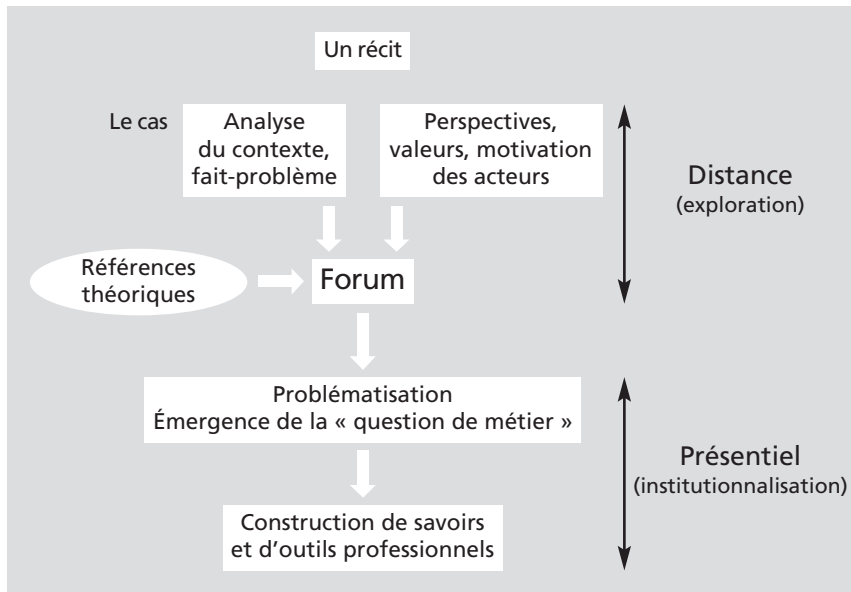 Un récit
Le cas
Analyse
du contexte,
fait-problème
Perspectives,
valeurs, motivation
des acteurs
Distance
(exploration)
Références
théoriques
Forum
Problématisation
Émergence de la « question de métier »
Présentiel
(institutionnalisation)
Construction de savoirs
et d’outils professionnels